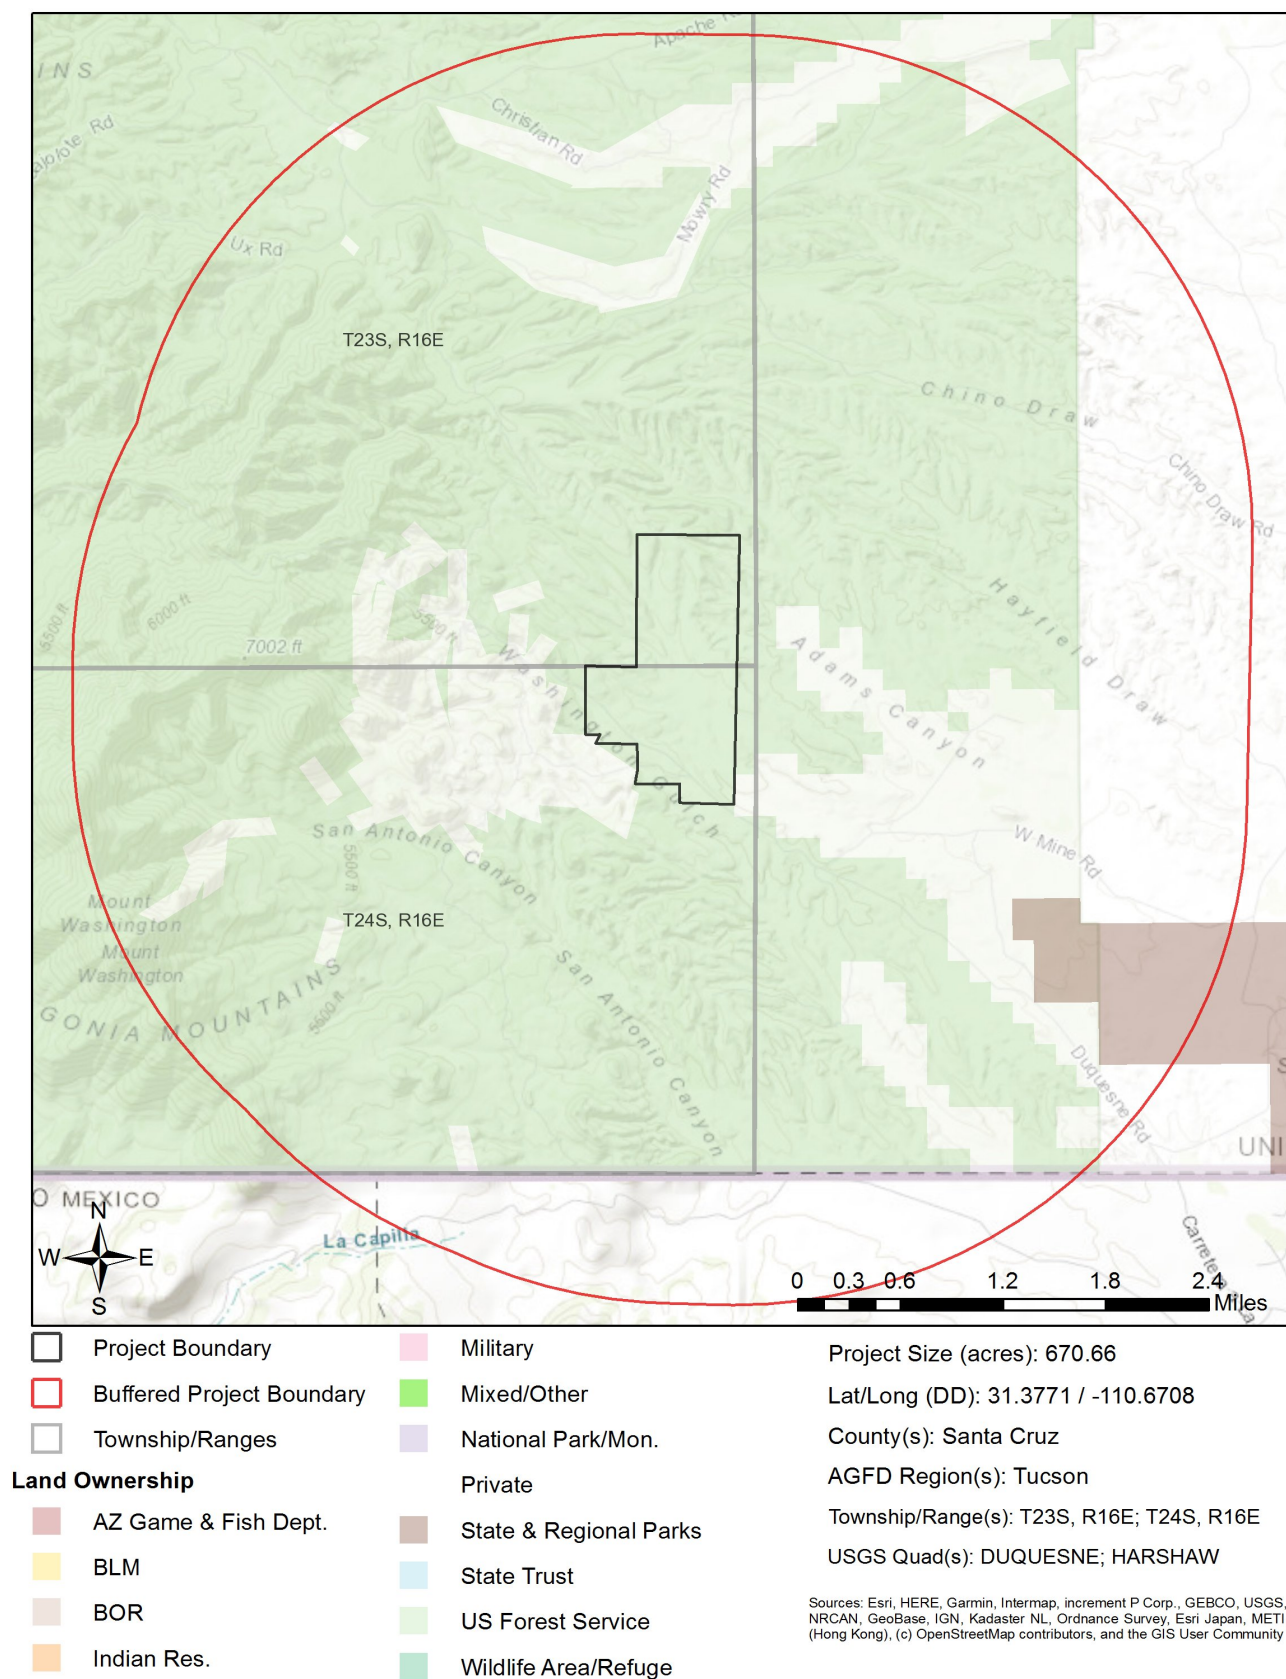 Apache R
INS
Christian Rd
Mowry Rd
Ux Rd
T23S, R16E
Chino Draw
Chino Draw Rd
5500 ft
6000 ft
7002 ft
5500 ft
Washington Gulch
Adams Canyon
Hayfield Draw
W Mine Rd
San Antonio Canyon
5500 ft
Mount
Washington
Mount
Washington
T24S, R16E
San Antonio Canyon
GONIA MOUNTAINS
5500 ft
Duquesne Rd
S
UNI
O MEXICO
La Capilla
Carretera a La
N
W E
S
0 0.3 0.6 1.2 1.8 2.4
Miles
Project Boundary
Buffered Project Boundary
Township/Ranges
Land Ownership
AZ Game & Fish Dept.
BLM
BOR
Indian Res.
Military
Mixed/Other
National Park/Mon.
Private
State & Regional Parks
State Trust
US Forest Service
Wildlife Area/Refuge
Project Size (acres): 670.66
Lat/Long (DD): 31.3771 / -110.6708
County(s): Santa Cruz
AGFD Region(s): Tucson
Township/Range(s): T23S, R16E; T24S, R16E
USGS Quad(s): DUQUESNE; HARSHAW
Sources: Esri, HERE, Garmin, Intermap, increment P Corp., GEBCO, USGS,
NRCAN, GeoBase, IGN, Kadaster NL, Ordnance Survey, Esri Japan, METI
(Hong Kong), (c) OpenStreetMap contributors, and the GIS User Community